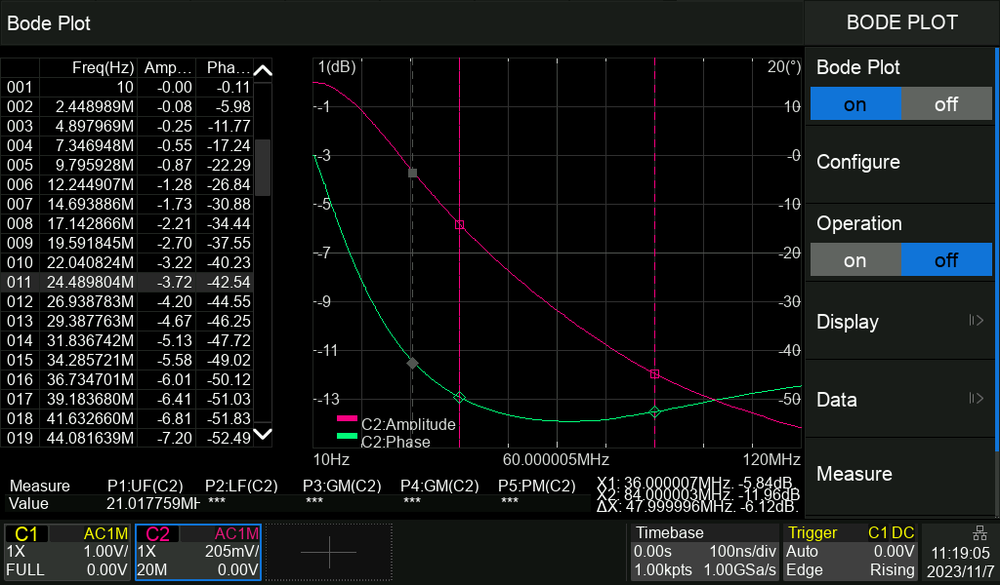 Bode Plot
BODE PLOT
Freq(Hz) Amp... Pha...
001 10 -0.00 -0.11
002 2.448989M -0.08 -5.98
003 4.897969M -0.25 -11.77
004 7.346948M -0.55 -17.24
005 9.795928M -0.87 -22.29
006 12.244907M -1.28 -26.84
007 14.693886M -1.73 -30.88
008 17.142866M -2.21 -34.44
009 19.591845M -2.70 -37.55
010 22.040824M -3.22 -40.23
011 24.489804M -3.72 -42.54
012 26.938783M -4.20 -44.55
013 29.387763M -4.67 -46.25
014 31.836742M -5.13 -47.72
015 34.285721M -5.58 -49.02
016 36.734701M -6.01 -50.12
017 39.183680M -6.41 -51.03
018 41.632660M -6.81 -51.83
019 44.081639M -7.20 -52.49
1(dB) 20(°)
-1 10
-3 -0
-5 -10
-7 -20
-9 -30
-11 -40
-13 -50
C2:Amplitude
C2:Phase
10Hz 60.000005MHz 120MHz
Bode Plot
on off
Configure
Operation
on off
Display
Data
Measure
Measure P1:UF(C2) P2:LF(C2) P3:GM(C2) P4:GM(C2) P5:PM(C2)
Value 21.017759MH *** *** *** ***
X1: 36.000007MHz. -5.84dB.
X2: 84.000003MHz. -11.96dB.
ΔX: 47.999996MHz. -6.12dB.
C1 AC1M
1X 1.00V/
FULL 0.00V
C2 AC1M
1X 205mV/
20M 0.00V
Timebase
0.00s 100ns/div
1.00kpts 1.00GSa/s
Trigger C1 DC
Auto 0.00V
Edge Rising
11:19:05
2023/11/7